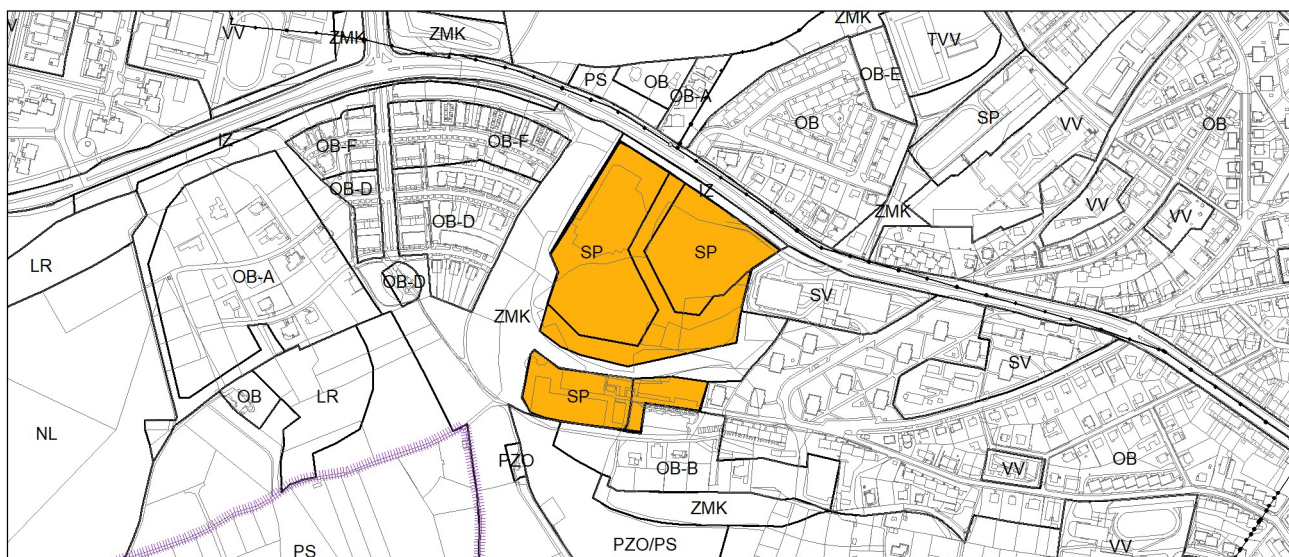 VV
ZMK
ZMK
ZMK
TVV
PS
OB
OB-A
OB-E
OB
SP
VV
OB
IZ
OB-F
OB-F
OB-D
OB-D
IZ
VV
VV
ZMK
LR
OB-A
OB-D
SP
SP
SV
ZMK
SV
NL
OB
LR
SP
PZO
OB-B
VV
OB
ZMK
PS
PZO/PS
VV